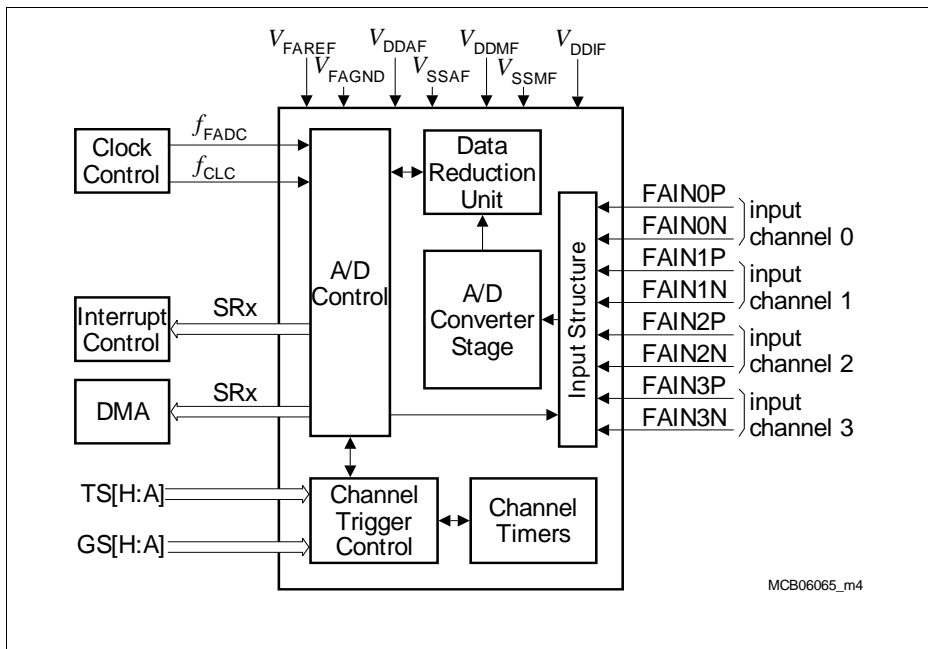 VFAREF
VDDAF
VDDMF
VDDIF
VFAGND
VSSAF
VSSMF
Clock
Control
fFADC
fCLC
A/D
Control
Data
Reduction
Unit
A/D
Converter
Stage
Input Structure
FAIN0P
FAIN0N
input
channel 0
FAIN1P
FAIN1N
input
channel 1
FAIN2P
FAIN2N
input
channel 2
FAIN3P
FAIN3N
input
channel 3
Interrupt
Control
SRx
DMA
SRx
TS[H:A]
GS[H:A]
Channel
Trigger
Control
Channel
Timers
MCB06065_m4